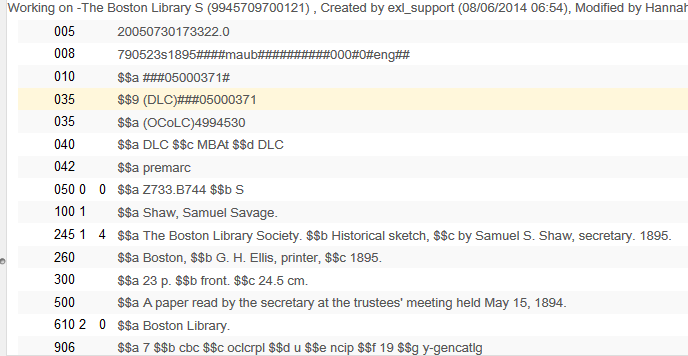 Working on -The Boston Library S (9945709700121) , Created by exl_support (08/06/2014 06:54), Modified by Hannah
005 20050730173322.0
008 790523s1895####maub##########000#0#eng##
010 $$a ###05000371#
035 $$9 (DLC)###05000371
035 $$a (OCoLC)4994530
040 $$a DLC $$c MBAt $$d DLC
042 $$a premarc
050 0 0 $$a Z733.B744 $$b S
100 1 $$a Shaw, Samuel Savage.
245 1 4 $$a The Boston Library Society. $$b Historical sketch, $$c by Samuel S. Shaw, secretary. 1895.
260 $$a Boston, $$b G. H. Ellis, printer, $$c 1895.
300 $$a 23 p. $$b front. $$c 24.5 cm.
500 $$a A paper read by the secretary at the trustees' meeting held May 15, 1894.
610 2 0 $$a Boston Library.
906 $$a 7 $$b cbc $$c oclcrpl $$d u $$e ncip $$f 19 $$g y-gencatlg